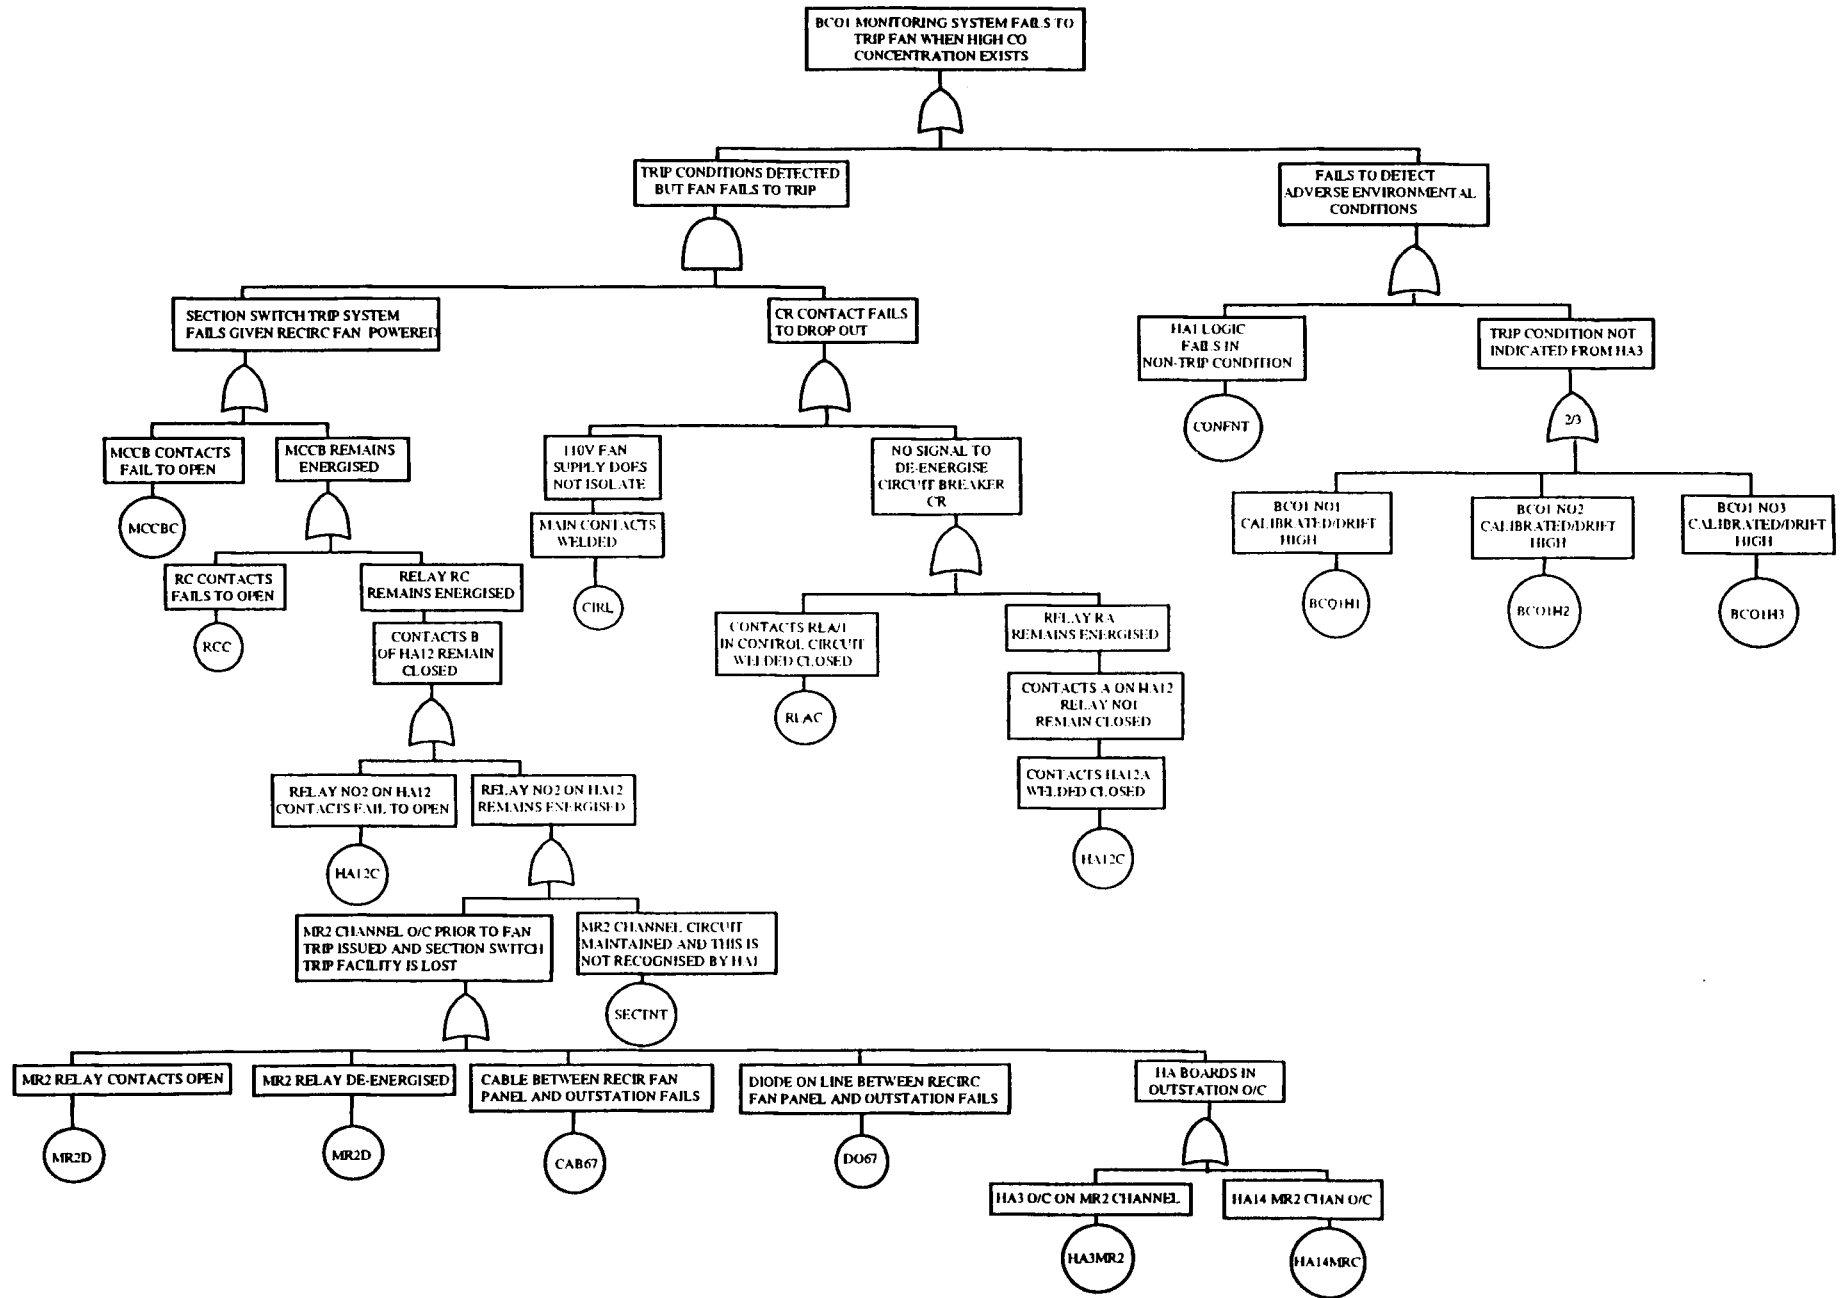 BCO1 MONITORING SYSTEM FAILS TO
TRIP FAN WHEN HIGH CO
CONCENTRATION EXISTS
TRIP CONDITIONS DETECTED
BUT FAN FAILS TO TRIP
FAILS TO DETECT
ADVERSE ENVIRONMENTAL
CONDITIONS
SECTION SWITCH TRIP SYSTEM
FAILS GIVEN RECIRC FAN POWERED
CR CONTACT FAILS
TO DROP OUT
HA1 LOGIC
FAILS IN
NON-TRIP CONDITION
TRIP CONDITION NOT
INDICATED FROM HA3
CONFNT
2/3
MCCB CONTACTS
FAIL TO OPEN
MCCB REMAINS
ENERGISED
110V FAN
SUPPLY DOES
NOT ISOLATE
NO SIGNAL TO
DE-ENERGISE
CIRCUIT BREAKER
CR
MCCBC
MAIN CONTACTS
WELDED
BCO1 NO1
CALIBRATED/DRIFT
HIGH
BCO1 NO2
CALIBRATED/DRIFT
HIGH
BCO1 NO3
CALIBRATED/DRIFT
HIGH
RC CONTACTS
FAILS TO OPEN
RELAY RC
REMAINS ENERGISED
CIRL
BCO1H1
BCO1H2
BCO1H3
RCC
CONTACTS B
OF HA12 REMAIN
CLOSED
CONTACTS RLA/1
IN CONTROL CIRCUIT
WELDED CLOSED
RELAY RA
REMAINS ENERGISED
RLAC
CONTACTS A ON HA12
RELAY NO1
REMAIN CLOSED
RELAY NO2 ON HA12
CONTACTS FAIL TO OPEN
RELAY NO2 ON HA12
REMAINS ENERGISED
CONTACTS HA12A
WELDED CLOSED
HA12C
HA12C
MR2 CHANNEL O/C PRIOR TO FAN
TRIP ISSUED AND SECTION SWITCH
TRIP FACILITY IS LOST
MR2 CHANNEL CIRCUIT
MAINTAINED AND THIS IS
NOT RECOGNISED BY HA1
SECTNT
MR2 RELAY CONTACTS OPEN
MR2 RELAY DE-ENERGISED
CABLE BETWEEN RECIR FAN
PANEL AND OUTSTATION FAILS
DIODE ON LINE BETWEEN RECIRC
FAN PANEL AND OUTSTATION FAILS
HA BOARDS IN
OUTSTATION O/C
MR2D
MR2D
CAB67
DO67
HA3 O/C ON MR2 CHANNEL
HA14 MR2 CHAN O/C
HA3MR2
HA14MRC